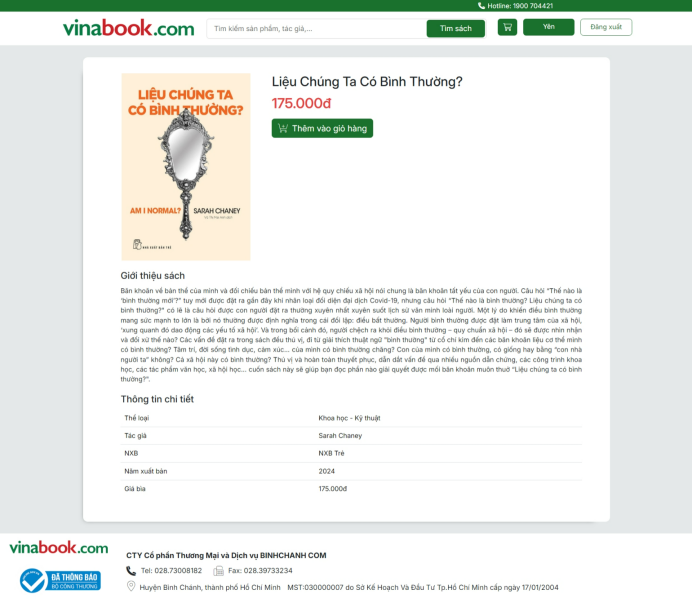 Hotline: 1900 704421
vinabook.com
Tìm kiếm sản phẩm, tác giả,...
Tìm sách
Yên
Đăng xuất
LIỆU CHÚNG TA
CÓ BÌNH THƯỜNG?
AM I NORMAL?
SARAH CHANEY
NHÀ XUẤT BẢN TRẺ
Liệu Chúng Ta Có Bình Thường?
175.000đ
Thêm vào giỏ hàng
Giới thiệu sách
Băn khoăn về bản thể của mình và đối chiếu bản thể mình với hệ quy chiếu xã hội nói chung là băn khoăn tất yếu của con người. Câu hỏi “Thế nào là
‘bình thường mới’?” tuy mới được đặt ra gần đây khi nhân loại đối diện đại dịch Covid-19, nhưng câu hỏi “Thế nào là bình thường? Liệu chúng ta có
bình thường?” có lẽ là câu hỏi được con người đặt ra thường xuyên nhất xuyên suốt lịch sử văn minh loài người. Một lý do khiến điều bình thường
mang sức mạnh to lớn là bởi nó thường được định nghĩa trong cái đối lập: điều bất thường. Người bình thường được đặt làm trung tâm của xã hội,
‘xung quanh đó dao động các yếu tố xã hội’. Và trong bối cảnh đó, người chệch ra khỏi điều bình thường – quy chuẩn xã hội – đó sẽ được nhìn nhận
và đối xử thế nào? Các vấn đề đặt ra trong sách đều thú vị, đi từ giải thích thuật ngữ “bình thường” từ cổ chí kim đến các băn khoăn liệu cơ thể mình
có bình thường? Tâm trí, đời sống tình dục, cảm xúc... của mình có bình thường chăng? Con của mình có bình thường, có giống hay bằng “con nhà
người ta” không? Cả xã hội này có bình thường? Thú vị và hoàn toàn thuyết phục, dẫn dắt vấn đề qua nhiều nguồn dẫn chứng, các công trình khoa
học, các tác phẩm văn học, xã hội học... cuốn sách này sẽ giúp bạn đọc phần nào giải quyết được mối băn khoăn muôn thuở “Liệu chúng ta có bình
thường?”.
Thông tin chi tiết
Thể loại Khoa học - Kỹ thuật
Tác giả Sarah Chaney
NXB NXB Trẻ
Năm xuất bản 2024
Giá bìa 175.000đ
vinabook.com
ĐÃ THÔNG BÁO
BỘ CÔNG THƯƠNG
CTY Cổ phần Thương Mại và Dịch vụ BINHCHANH COM
Tel: 028.73008182 Fax: 028.39733234
Huyện Bình Chánh, thành phố Hồ Chí Minh MST:030000007 do Sở Kế Hoạch Và Đầu Tư Tp.Hồ Chí Minh cấp ngày 17/01/2004